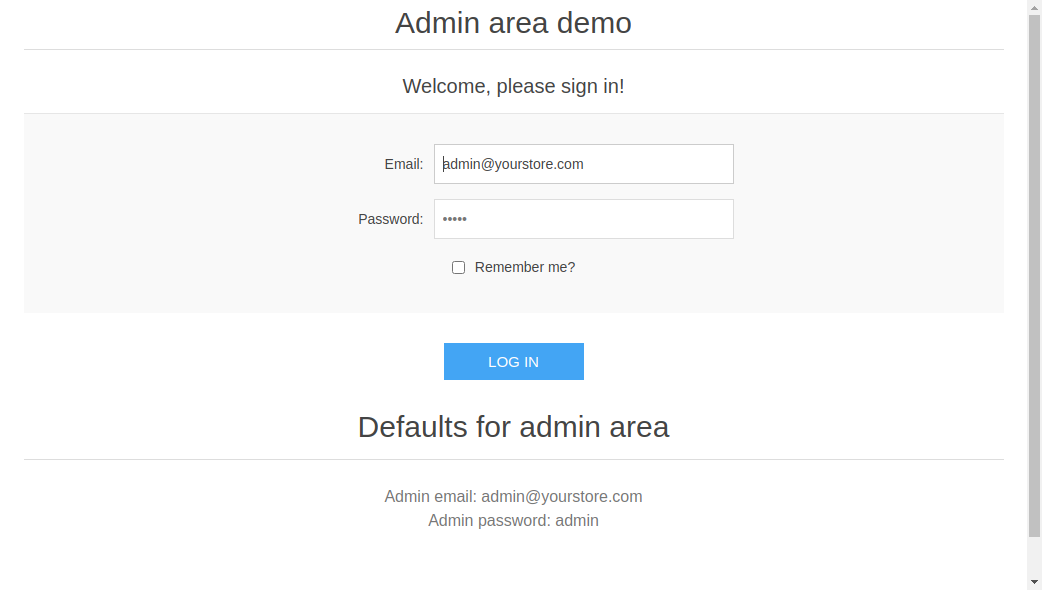 Admin area demo
Welcome, please sign in!
Email: admin@yourstore.com
Password: •••••
Remember me?
LOG IN
Defaults for admin area
Admin email: admin@yourstore.com
Admin password: admin